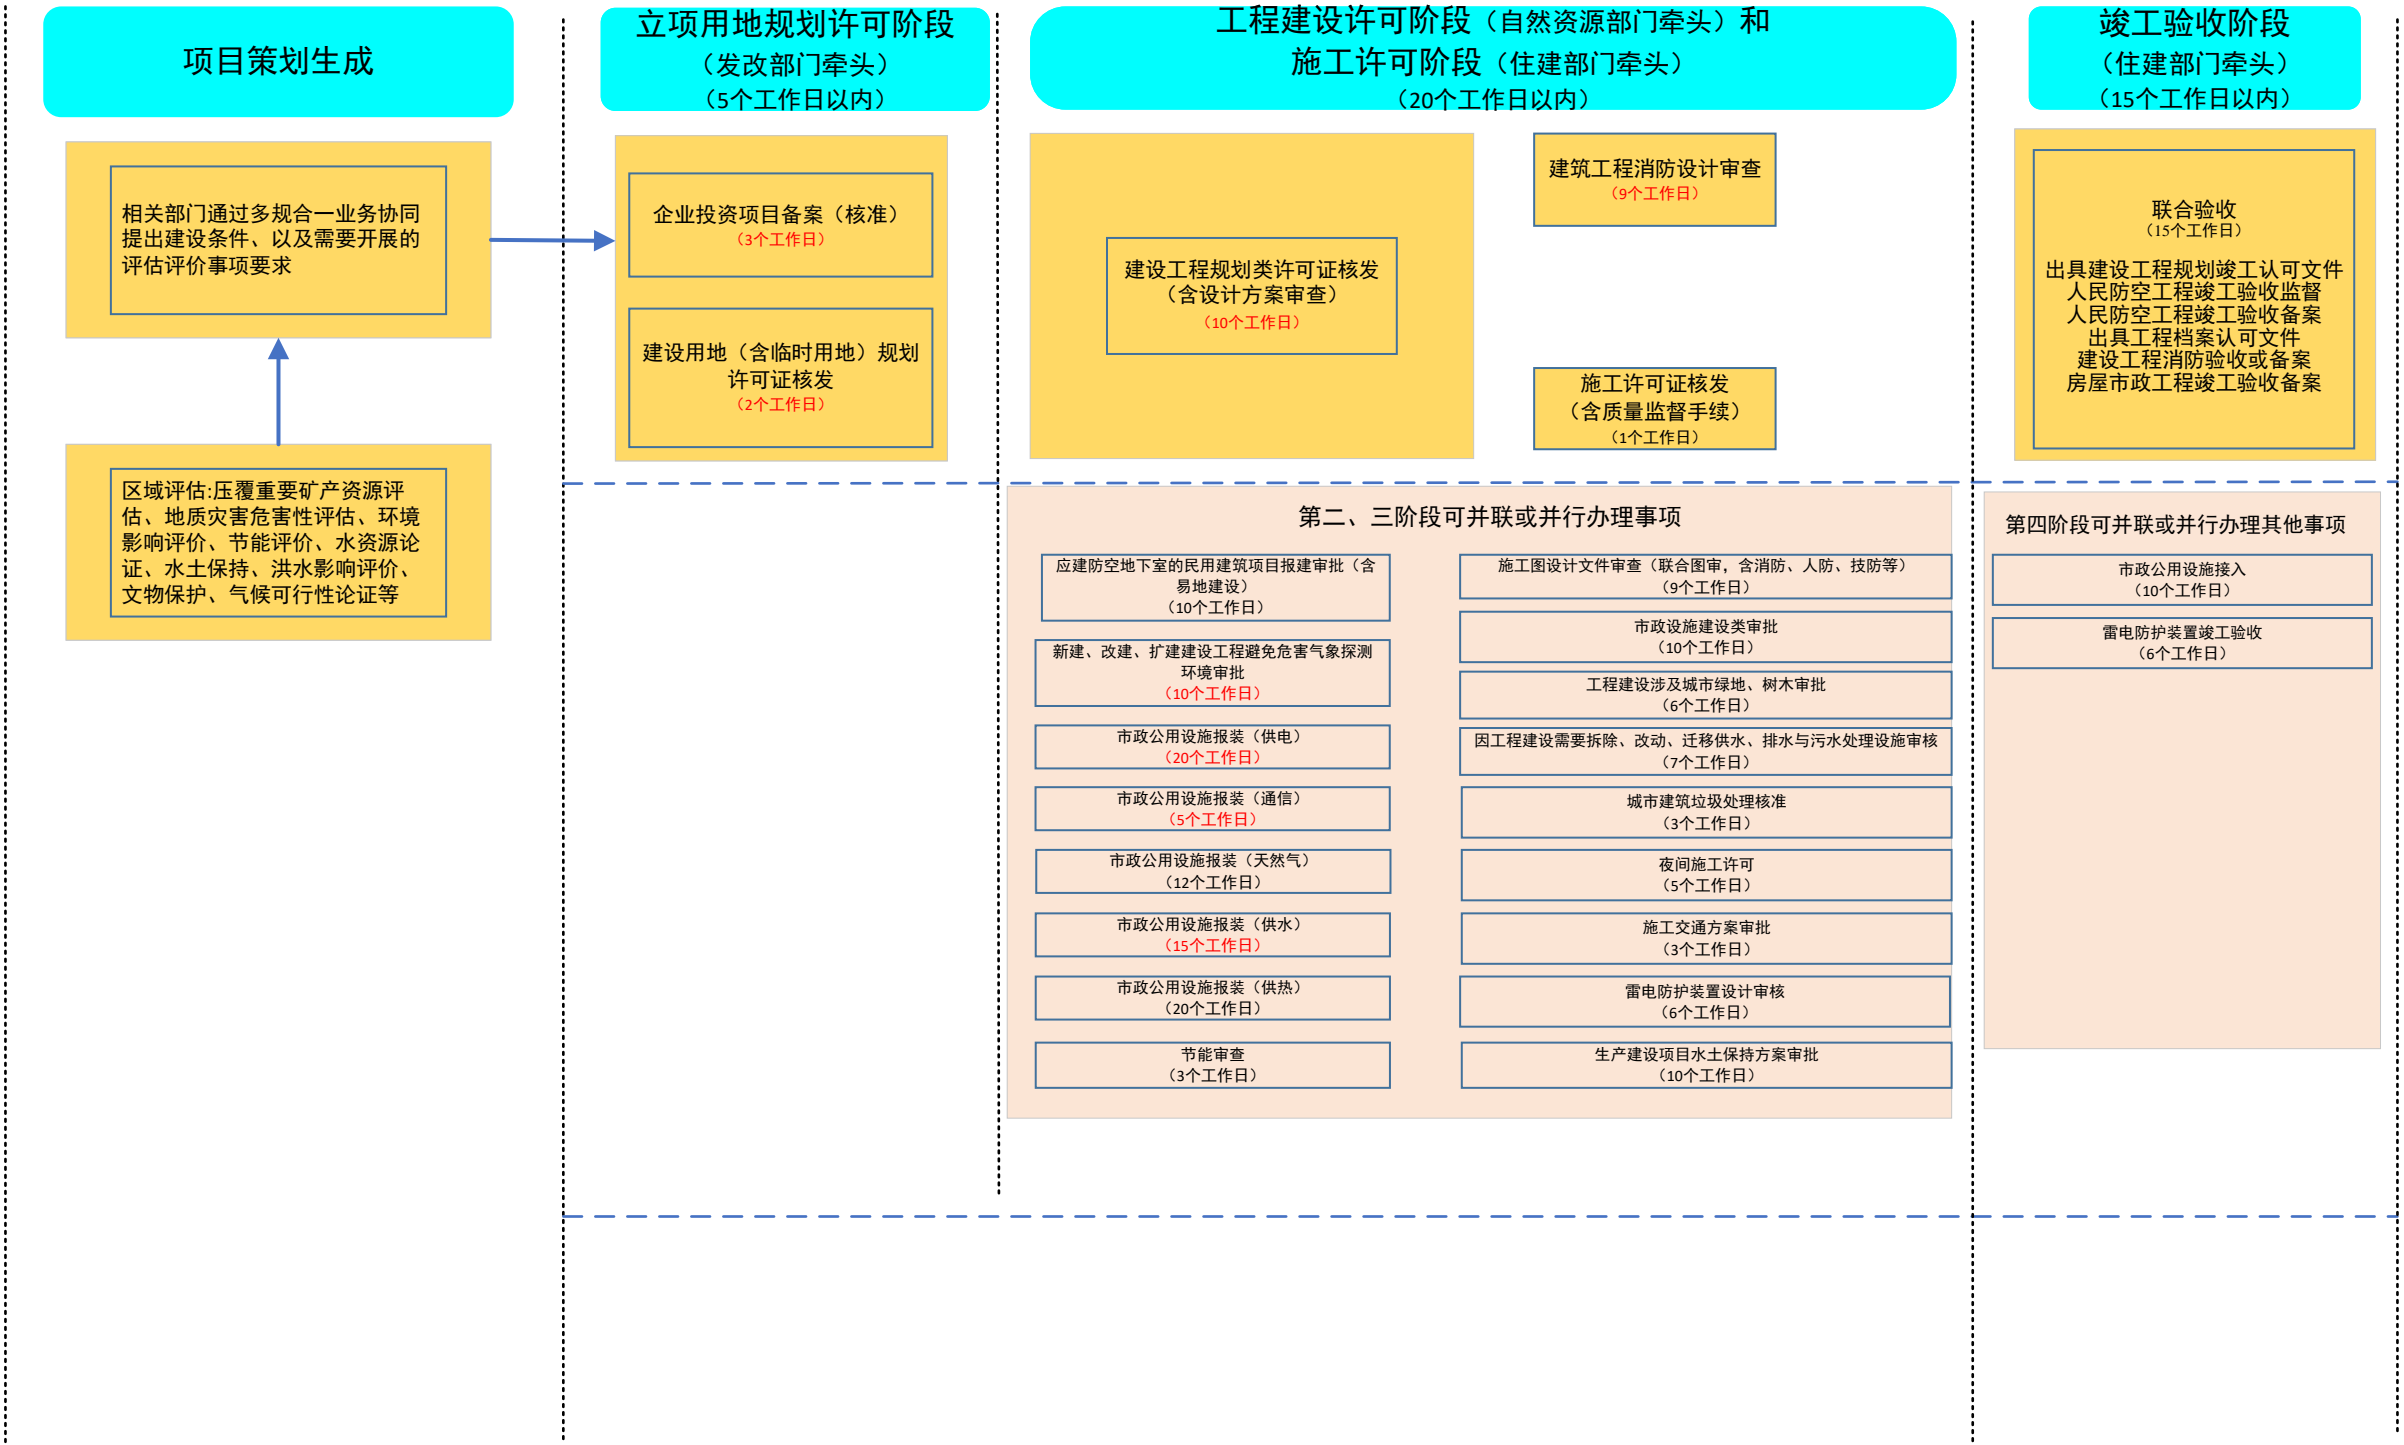 项目策划生成
相关部门通过多规合一业务协同
提出建设条件、以及需要开展的
评估评价事项要求
区域评估:压覆重要矿产资源评
估、地质灾害危害性评估、环境
影响评价、节能评价、水资源论
证、水土保持、洪水影响评价、
文物保护、气候可行性论证等
立项用地规划许可阶段
（发改部门牵头）
（5个工作日以内）
企业投资项目备案（核准）
（3个工作日）
建设用地（含临时用地）规划
许可证核发
（2个工作日）
工程建设许可阶段（自然资源部门牵头）和
施工许可阶段（住建部门牵头）
（20个工作日以内）
建设工程规划类许可证核发
（含设计方案审查）
（10个工作日）
建筑工程消防设计审查
（9个工作日）
施工许可证核发
（含质量监督手续）
（1个工作日）
第二、三阶段可并联或并行办理事项
应建防空地下室的民用建筑项目报建审批（含
易地建设）
（10个工作日）
新建、改建、扩建建设工程避免危害气象探测
环境审批
（10个工作日）
市政公用设施报装（供电）
（20个工作日）
市政公用设施报装（通信）
（5个工作日）
市政公用设施报装（天然气）
（12个工作日）
市政公用设施报装（供水）
（15个工作日）
市政公用设施报装（供热）
（20个工作日）
节能审查
（3个工作日）
施工图设计文件审查（联合图审，含消防、人防、技防等）
（9个工作日）
市政设施建设类审批
（10个工作日）
工程建设涉及城市绿地、树木审批
（6个工作日）
因工程建设需要拆除、改动、迁移供水、排水与污水处理设施审核
（7个工作日）
城市建筑垃圾处理核准
（3个工作日）
夜间施工许可
（5个工作日）
施工交通方案审批
（3个工作日）
雷电防护装置设计审核
（6个工作日）
生产建设项目水土保持方案审批
（10个工作日）
竣工验收阶段
（住建部门牵头）
（15个工作日以内）
联合验收
（15个工作日）
出具建设工程规划竣工认可文件
人民防空工程竣工验收监督
人民防空工程竣工验收备案
出具工程档案认可文件
建设工程消防验收或备案
房屋市政工程竣工验收备案
第四阶段可并联或并行办理其他事项
市政公用设施接入
（10个工作日）
雷电防护装置竣工验收
（6个工作日）